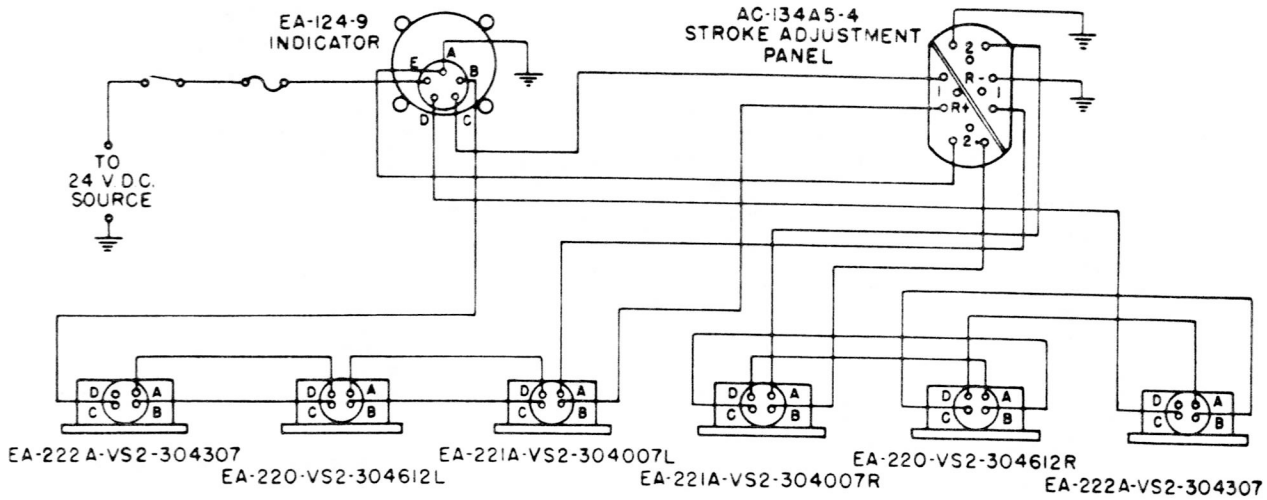 EA-124-9
INDICATOR
AC-134A5-4
STROKE ADJUSTMENT
PANEL
A
E
B
D
C
2
R-
1
1
R+
2
TO
24 V.D.C.
SOURCE
D A
C B
D A
C B
D A
C B
D A
C B
D A
C B
D A
C B
EA-222A-VS2-304307
EA-220-VS2-304612L
EA-221A-VS2-304007L
EA-221A-VS2-304007R
EA-220-VS2-304612R
EA-222A-VS2-304307